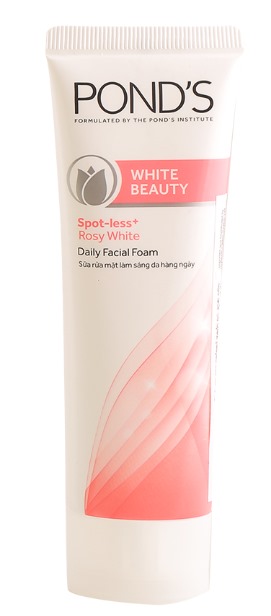 POND'S
FORMULATED BY THE POND'S INSTITUTE
WHITE
BEAUTY
Spot-less+
Rosy White
Daily Facial Foam
Sữa rửa mặt làm sáng da hàng ngày